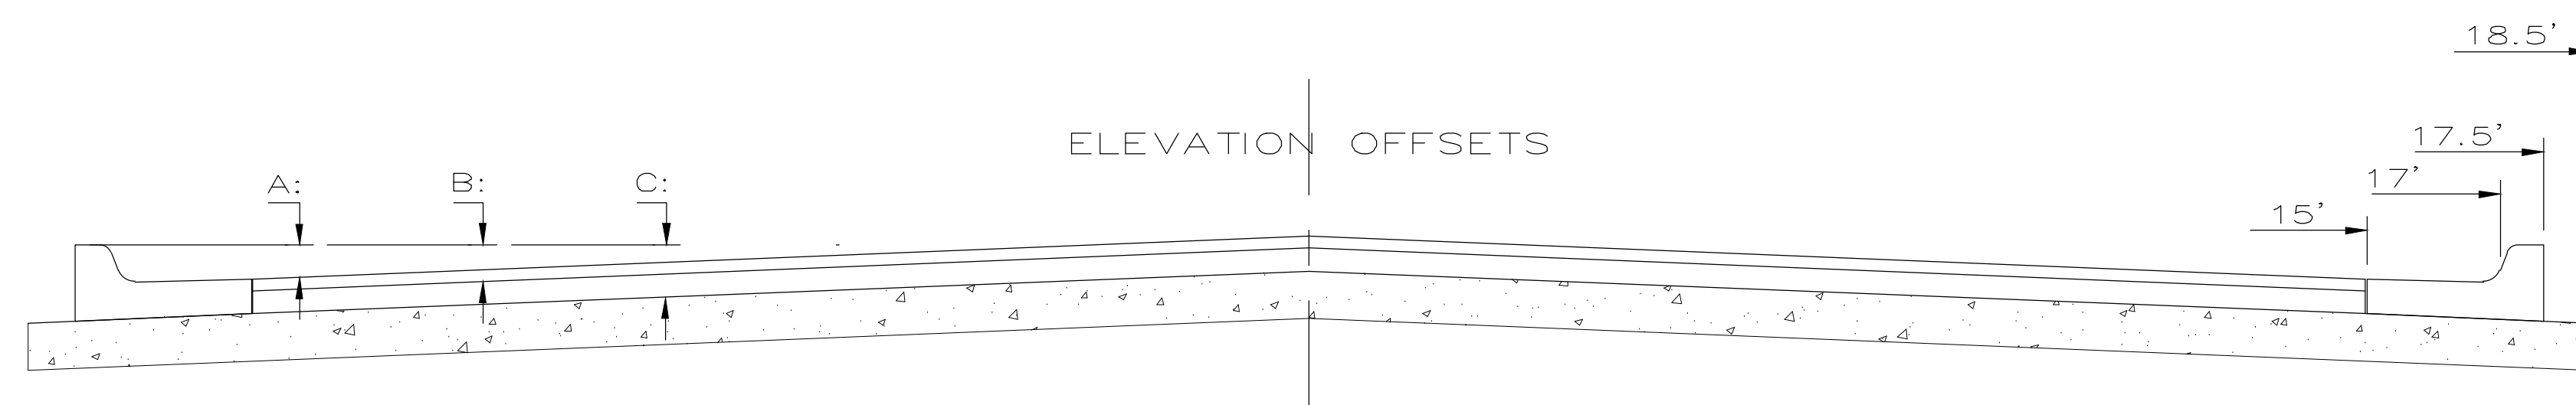 18.5'
ELEVATION OFFSETS
17.5'
A:
B:
C:
17'
15'